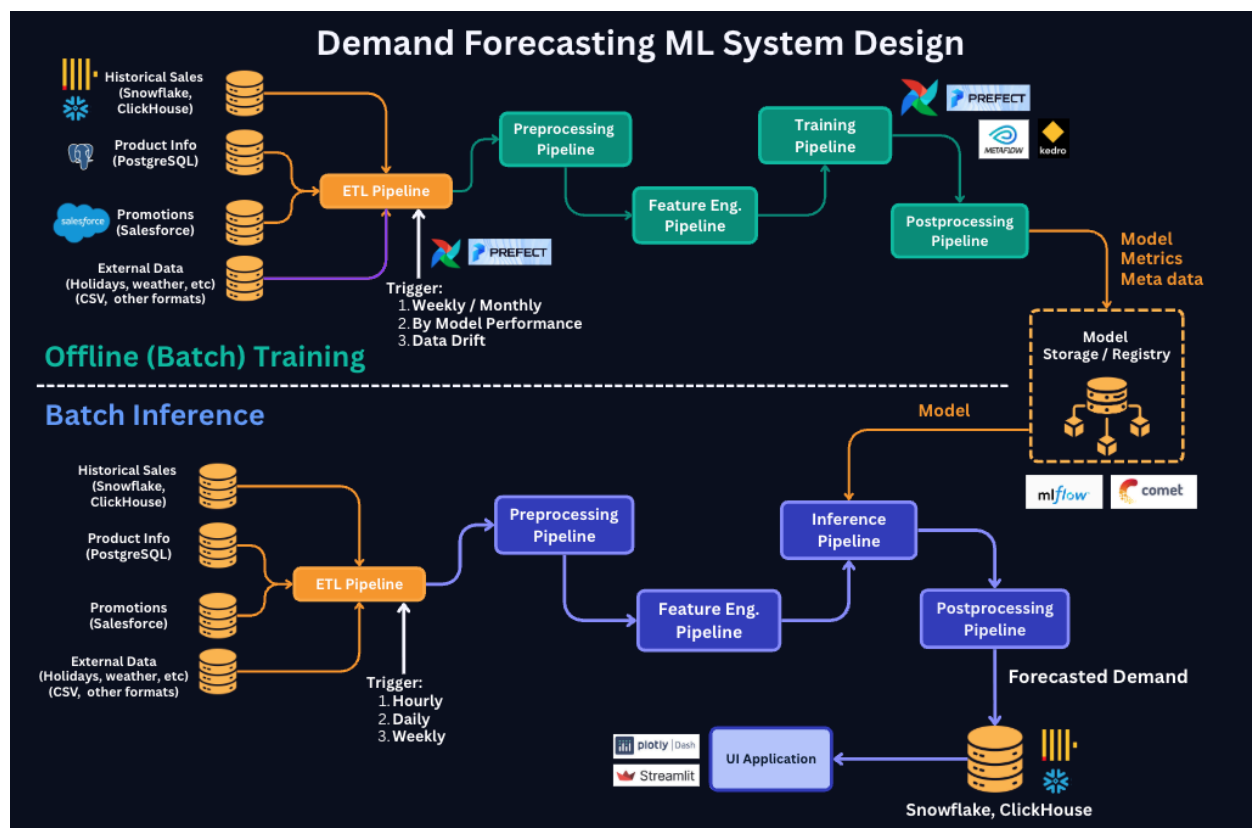 Demand Forecasting ML System Design
Historical Sales
(Snowflake,
ClickHouse)
Product Info
(PostgreSQL)
salesforce
Promotions
(Salesforce)
External Data
(Holidays, weather, etc)
(CSV, other formats)
ETL Pipeline
PREFECT
Trigger:
1. Weekly / Monthly
2. By Model Performance
3. Data Drift
Preprocessing
Pipeline
Feature Eng.
Pipeline
Training
Pipeline
PREFECT
METAFLOW
kedro
Postprocessing
Pipeline
Model
Metrics
Meta data
Model
Storage / Registry
mlflow
comet
Offline (Batch) Training
Batch Inference
Model
Historical Sales
(Snowflake,
ClickHouse)
Product Info
(PostgreSQL)
Promotions
(Salesforce)
External Data
(Holidays, weather, etc)
(CSV, other formats)
ETL Pipeline
Trigger:
1. Hourly
2. Daily
3. Weekly
Preprocessing
Pipeline
Feature Eng.
Pipeline
Inference
Pipeline
Postprocessing
Pipeline
Forecasted Demand
plotly | Dash
Streamlit
UI Application
Snowflake, ClickHouse